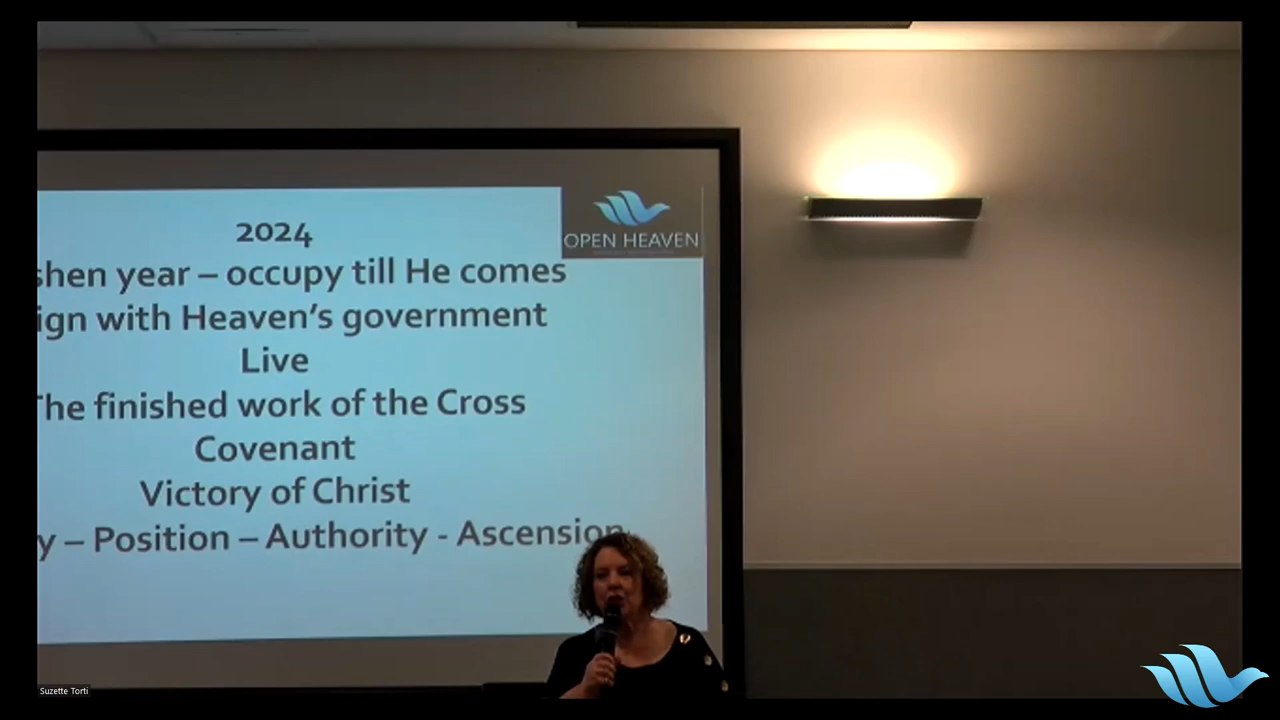 2024
shen year – occupy till He comes
ign with Heaven's government
Live
The finished work of the Cross
Covenant
Victory of Christ
y – Position – Authority - Ascension
OPEN HEAVEN
Suzette Torti